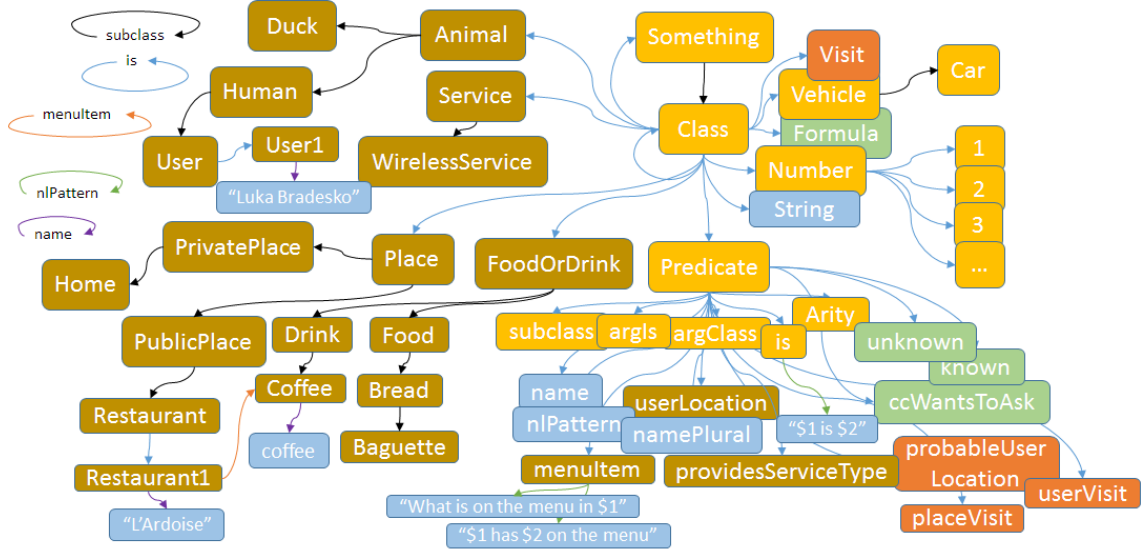 subclass
is
menuItem
nlPattern
name
Duck
Animal
Something
Visit
Car
Human
Service
Vehicle
Class
Formula
User
User1
WirelessService
Number
1
"Luka Bradesko"
String
2
3
...
PrivatePlace
Place
FoodOrDrink
Predicate
Home
PublicPlace
Drink
Food
subclass
argIs
argClass
is
Arity
unknown
known
Coffee
Bread
name
userLocation
ccWantsToAsk
Restaurant
nlPattern
namePlural
"$1 is $2"
coffee
Baguette
menuItem
providesServiceType
probableUser
Location
Restaurant1
userVisit
"What is on the menu in $1"
placeVisit
"L'Ardoise"
"$1 has $2 on the menu"